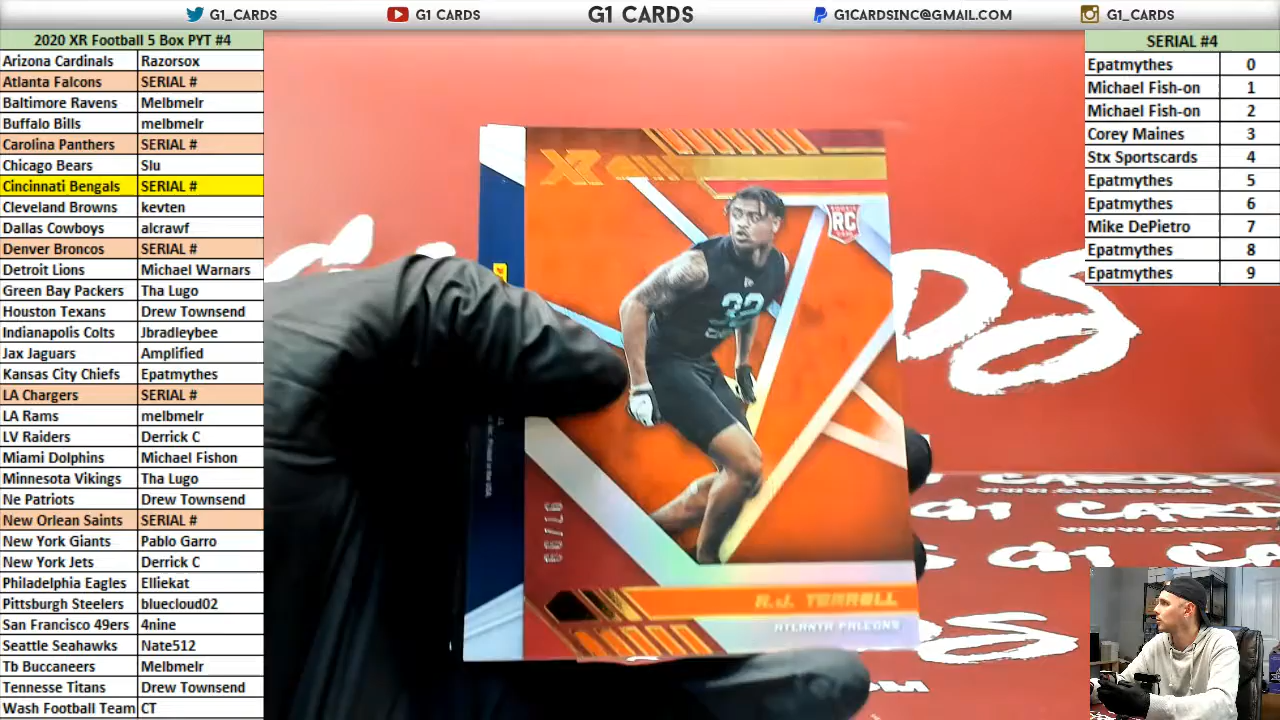 G1_CARDS
G1 CARDS
G1 CARDS
G1CARDSINC@GMAIL.COM
G1_CARDS
2020 XR Football 5 Box PYT #4
Arizona Cardinals Razorsox
Atlanta Falcons SERIAL #
Baltimore Ravens Melbmelr
Buffalo Bills melbmelr
Carolina Panthers SERIAL #
Chicago Bears Slu
Cincinnati Bengals SERIAL #
Cleveland Browns kevten
Dallas Cowboys alcrawf
Denver Broncos SERIAL #
Detroit Lions Michael Warnars
Green Bay Packers Tha Lugo
Houston Texans Drew Townsend
Indianapolis Colts Jbradleybee
Jax Jaguars Amplified
Kansas City Chiefs Epatmythes
LA Chargers SERIAL #
LA Rams melbmelr
LV Raiders Derrick C
Miami Dolphins Michael Fishon
Minnesota Vikings Tha Lugo
Ne Patriots Drew Townsend
New Orlean Saints SERIAL #
New York Giants Pablo Garro
New York Jets Derrick C
Philadelphia Eagles Elliekat
Pittsburgh Steelers bluecloud02
San Francisco 49ers 4nine
Seattle Seahawks Nate512
Tb Buccaneers Melbmelr
Tennesse Titans Drew Townsend
Wash Football Team CT
SERIAL #4
Epatmythes 0
Michael Fish-on 1
Michael Fish-on 2
Corey Maines 3
Stx Sportscards 4
Epatmythes 5
Epatmythes 6
Mike DePietro 7
Epatmythes 8
Epatmythes 9
XR
RC
32
97/99
A.J. TERRELL
ATLANTA FALCONS
WWW.G1CARDS.COM
G1 CARDS